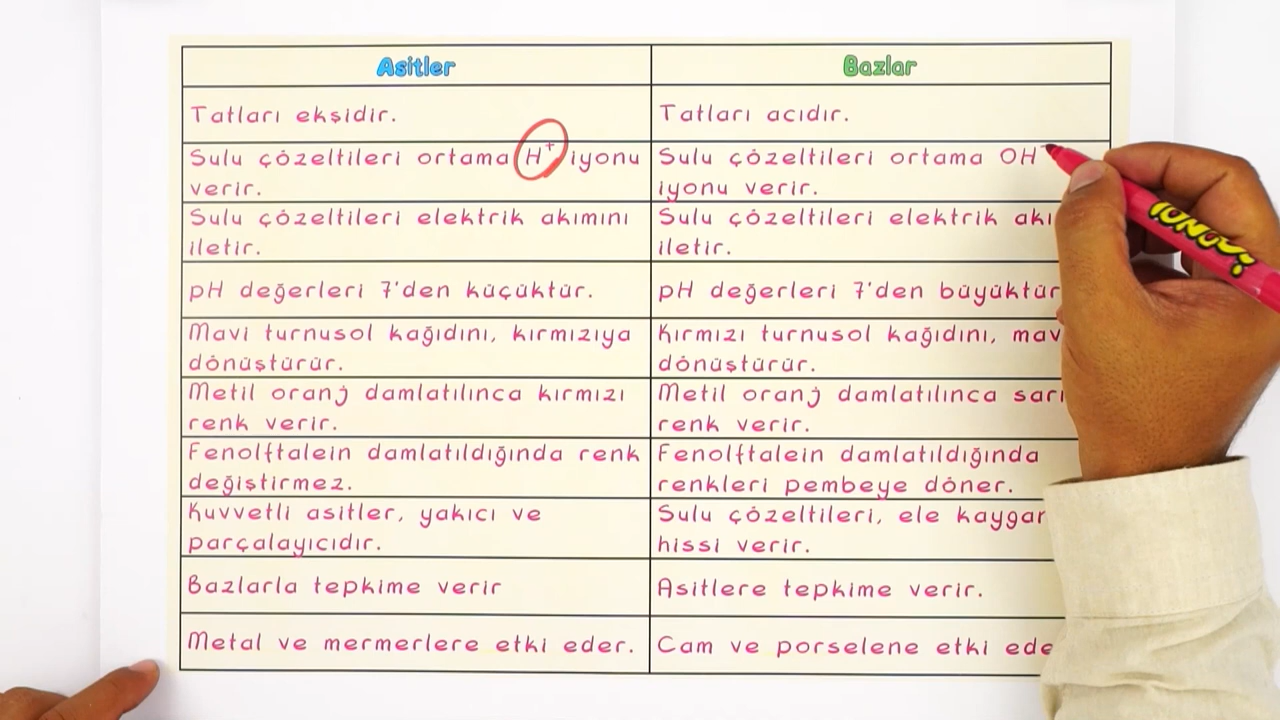 Asitler
Bazlar
Tatları ekşidir.
Tatları acıdır.
Sulu çözeltileri ortama H⁺ iyonu
verir.
Sulu çözeltileri ortama OH⁻
iyonu verir.
Sulu çözeltileri elektrik akımını
iletir.
Sulu çözeltileri elektrik
iletir.
pH değerleri 7'den küçüktür.
pH değerleri 7'den büyüktür
Mavi turnusol kağıdını, kırmızıya
dönüştürür.
Kırmızı turnusol kağıdını,
dönüştürür.
Metil oranj damlatılınca kırmızı
renk verir.
Metil oranj damlatılınca sarı
renk verir.
Fenolftalein damlatıldığında renk
değiştirmez.
Fenolftalein damlatıldığında
renkleri pembeye döner.
Kuvvetli asitler, yakıcı ve
parçalayıcıdır.
Sulu çözeltileri, ele
hissi verir.
Bazlarla tepkime verir
Asitlere tepkime verir.
Metal ve mermerlere etki eder.
Cam ve porselene etki